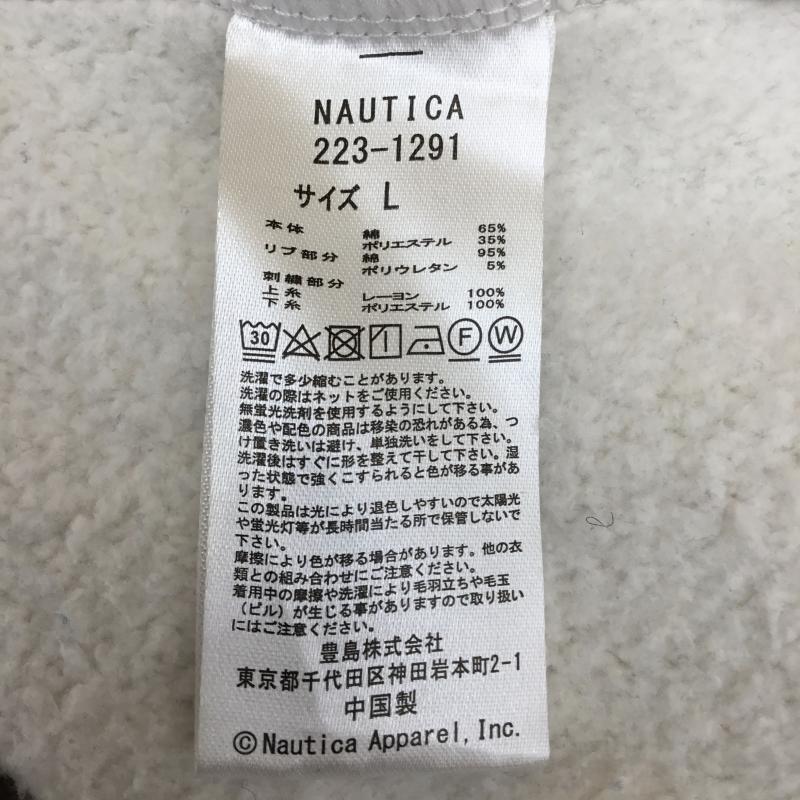 NAUTICA
223-1291
サイズ L
本体 綿 65%
ポリエステル 35%
リブ部分 綿 95%
ポリウレタン 5%
刺繍部分
上糸 レーヨン 100%
下糸 ポリエステル 100%
30 F W
洗濯で多少縮むことがあります。
洗濯の際はネットをご使用ください。
無蛍光洗剤を使用するようにして下さい。
濃色や配色の商品は移染の恐れがある為、つ
け置き洗いは避け、単独洗いをして下さい。
洗濯後はすぐに形を整えて干して下さい。湿
った状態で強くこすられると色が移る事があ
ります。
この製品は光により退色しやすいので太陽光
や蛍光灯等が長時間当たる所で保管しないで
下さい。
摩擦により色が移る場合があります。他の衣
類との組み合わせにご注意ください。
着用中の摩擦や洗濯により毛羽立ちや毛玉
（ピル）が生じる事がありますので取り扱い
にはご注意ください。
豊島株式会社
東京都千代田区神田岩本町2-1
中国製
©Nautica Apparel, Inc.